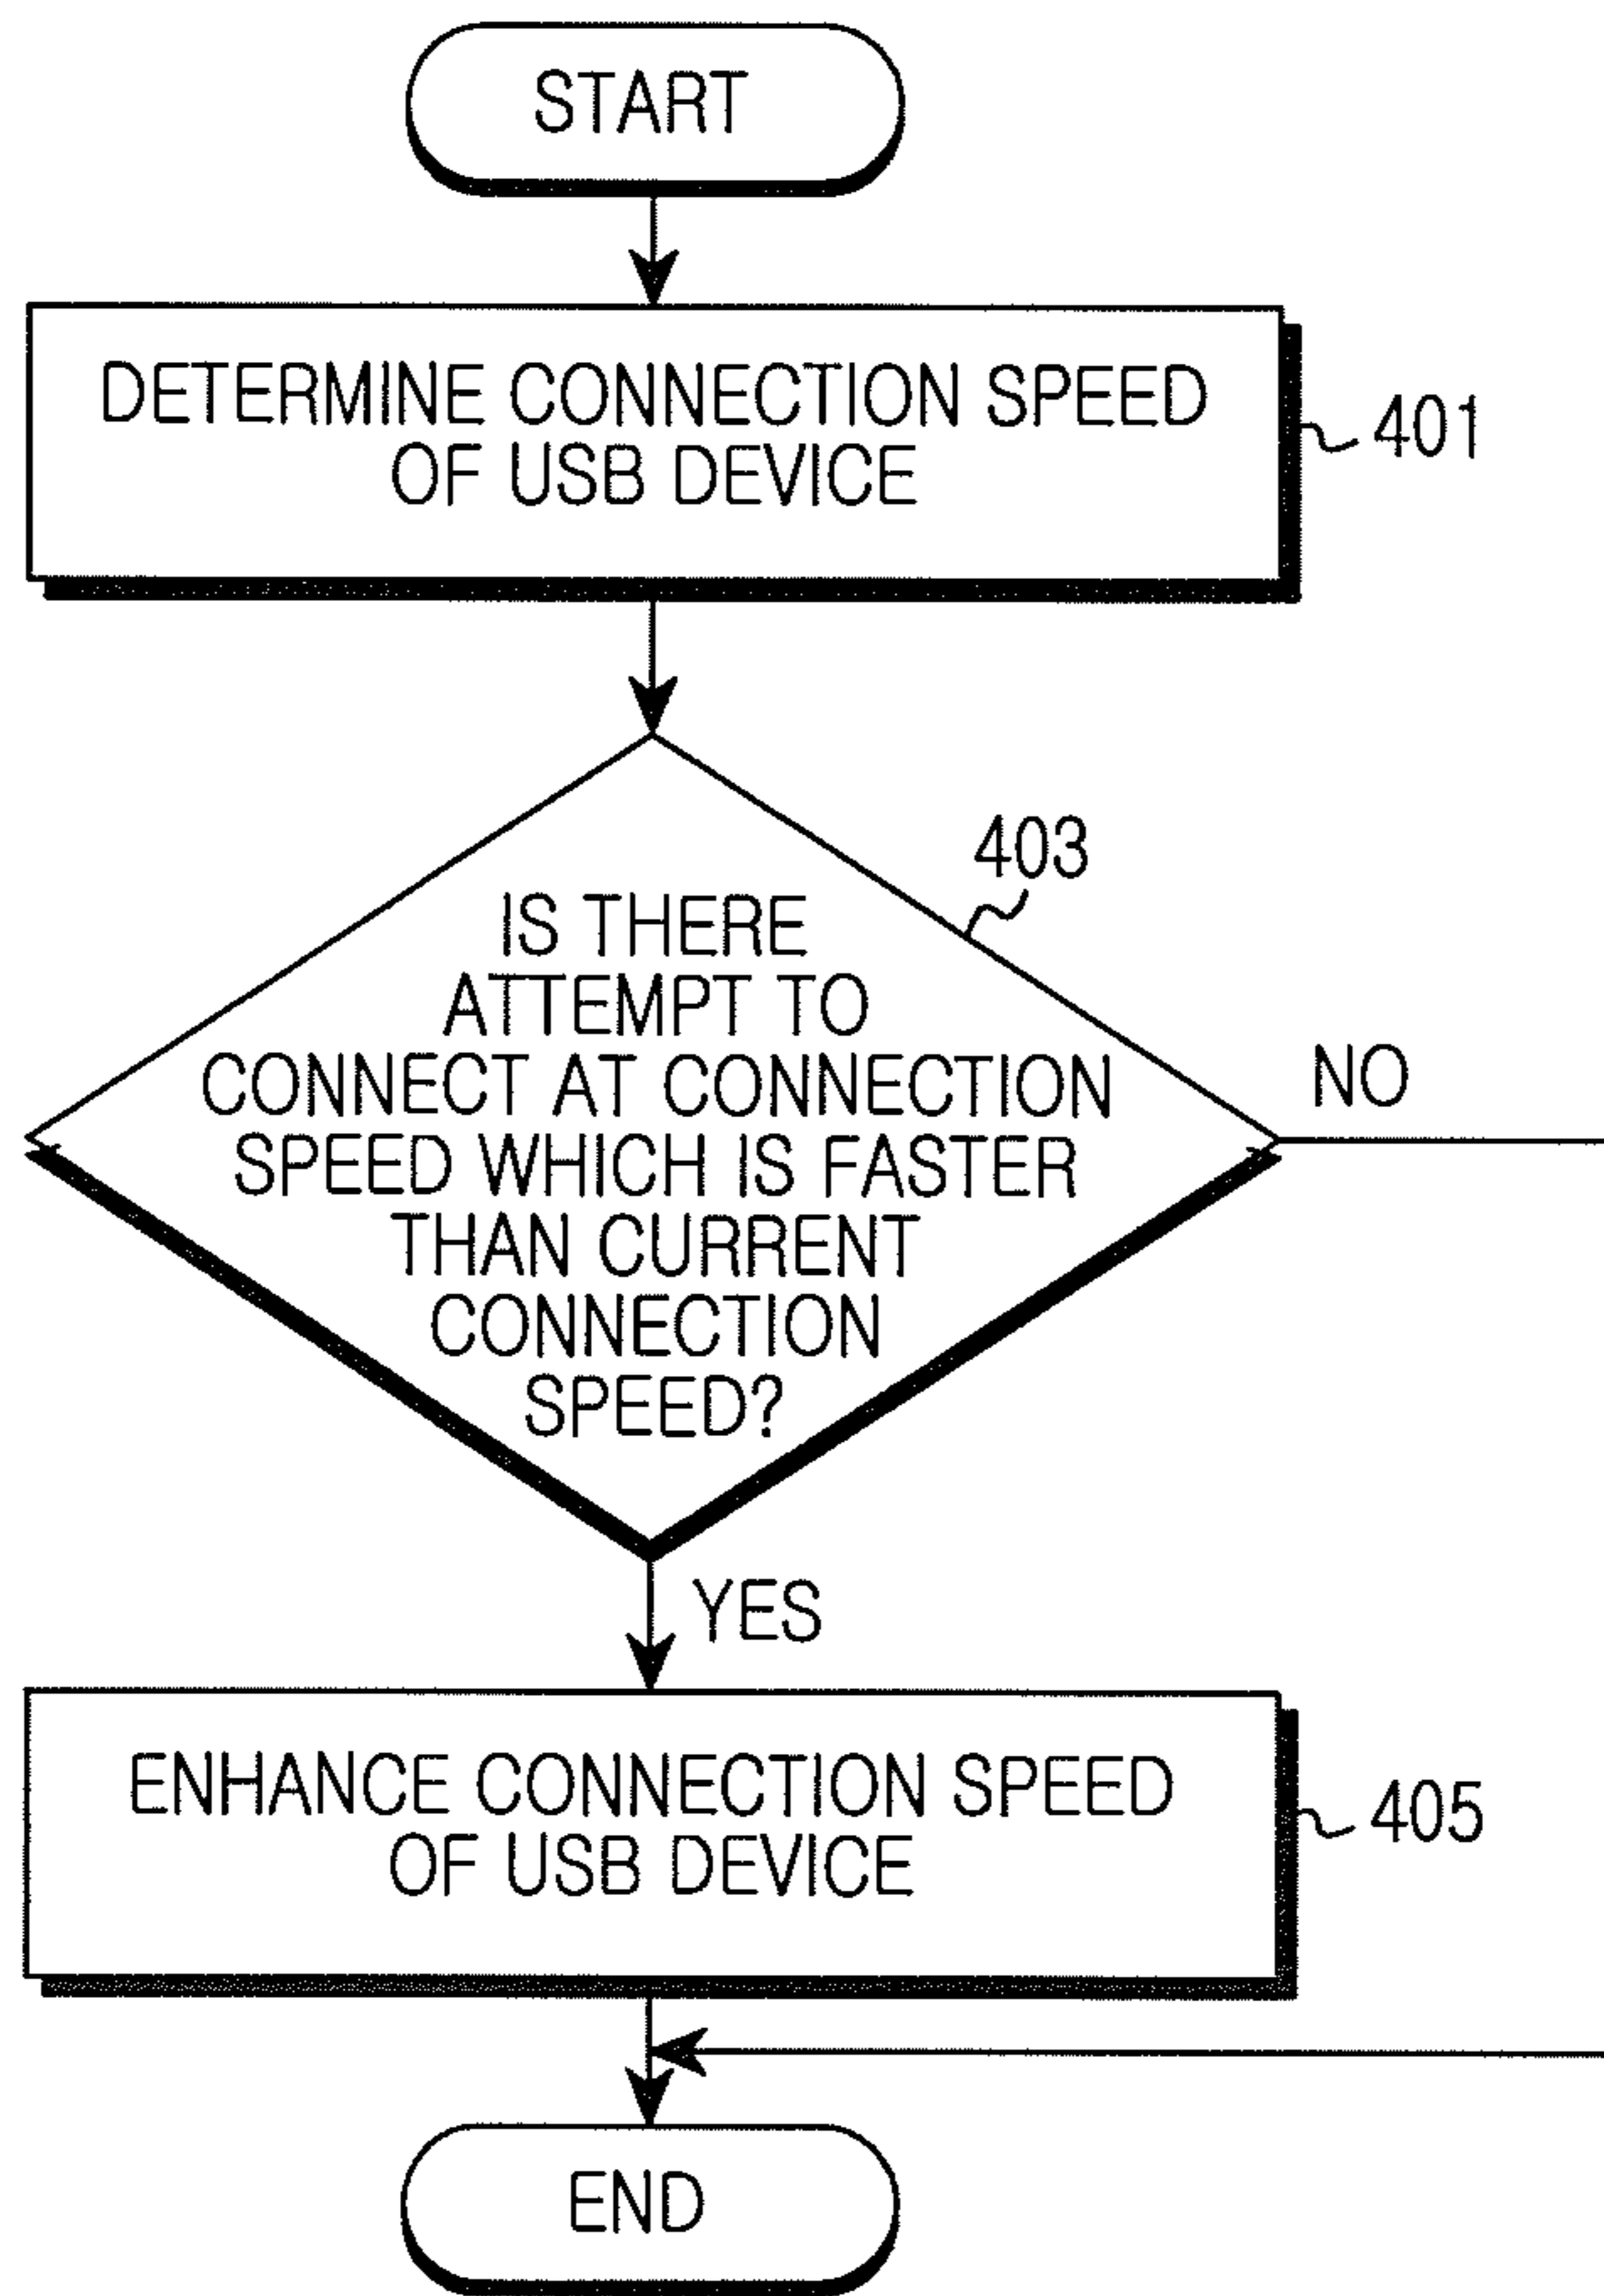 START
DETERMINE CONNECTION SPEED
OF USB DEVICE
401
403
IS THERE
ATTEMPT TO
CONNECT AT CONNECTION
SPEED WHICH IS FASTER
THAN CURRENT
CONNECTION
SPEED?
NO
YES
ENHANCE CONNECTION SPEED
OF USB DEVICE
405
END